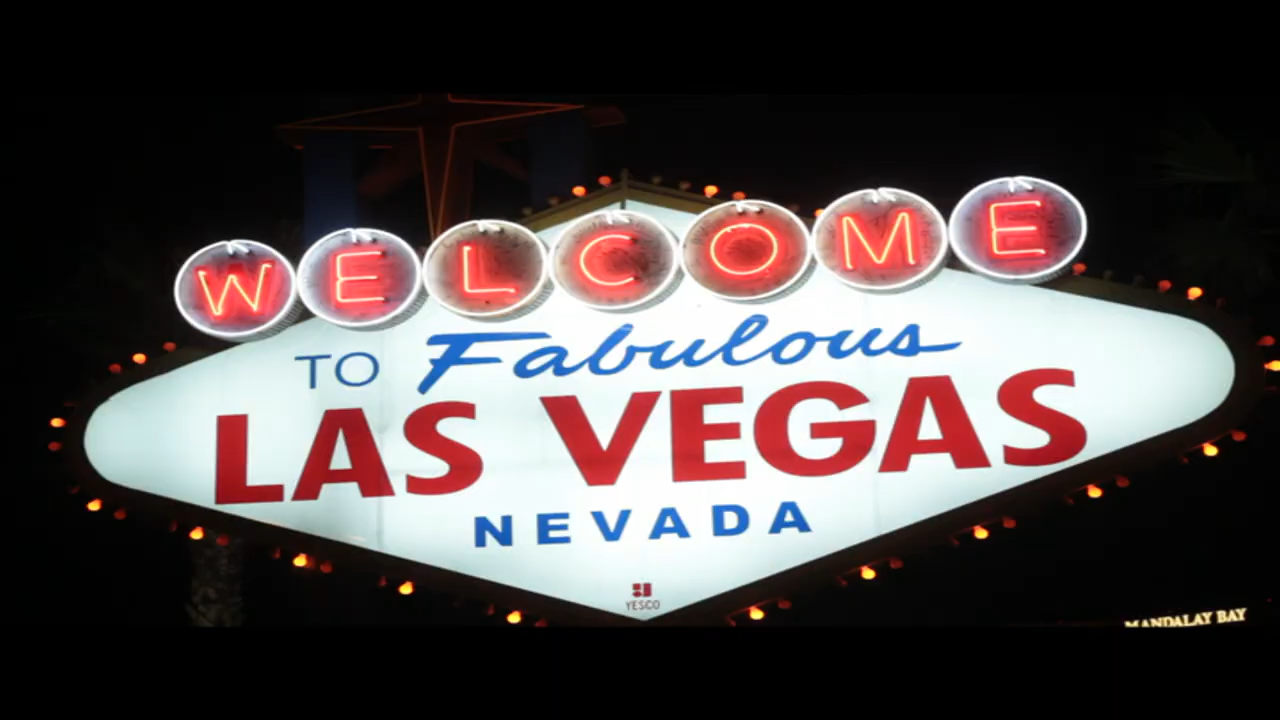 WELCOME
TO Fabulous
LAS VEGAS
NEVADA
YESCO
MANDALAY BAY